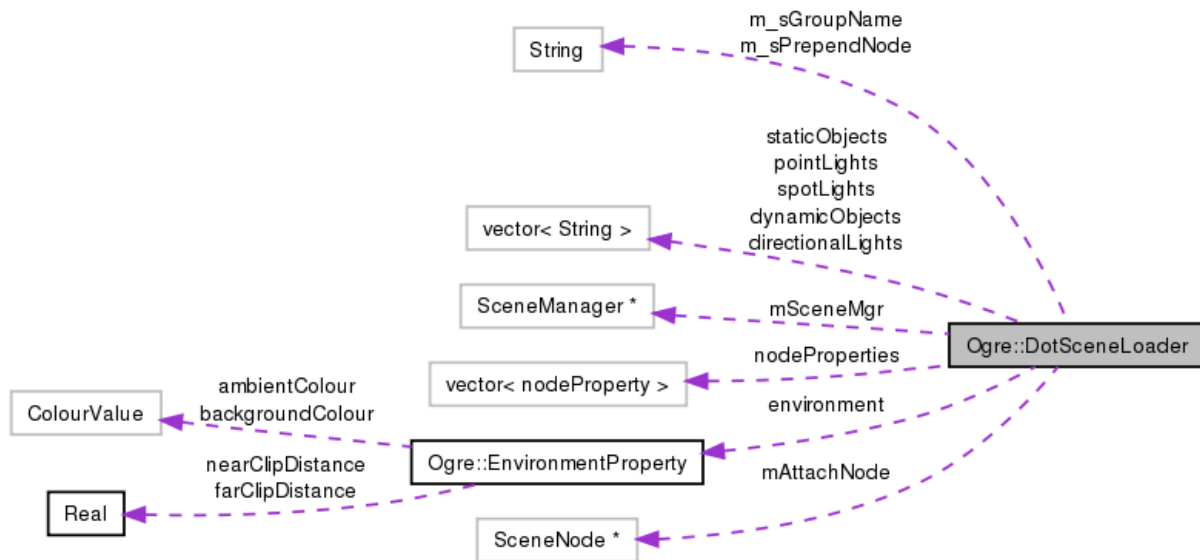 m_sGroupName
m_sPrependNode
String
staticObjects
pointLights
spotLights
dynamicObjects
directionalLights
vector< String >
SceneManager *
mSceneMgr
Ogre::DotSceneLoader
nodeProperties
vector< nodeProperty >
ambientColour
backgroundColour
environment
ColourValue
Ogre::EnvironmentProperty
nearClipDistance
farClipDistance
mAttachNode
Real
SceneNode *